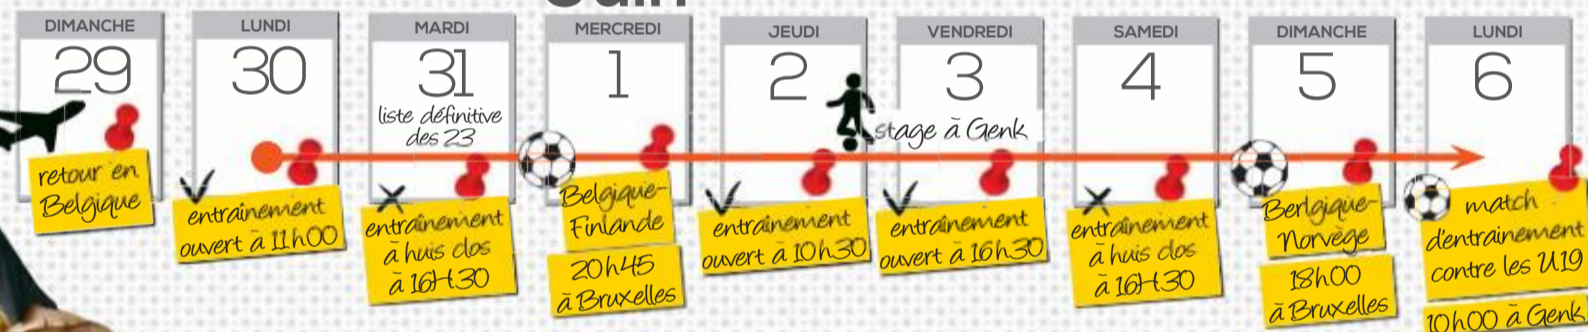 Juin
DIMANCHE
29
retour en
Belgique
LUNDI
30
entraînement
ouvert à 11h00
MARDI
31
liste définitive
des 23
entraînement
à huis clos
à 16H30
MERCREDI
1
Belgique-
Finlande
20h45
à Bruxelles
JEUDI
2
entraînement
ouvert à 10h30
stage à Genk
VENDREDI
3
entraînement
ouvert à 16h30
SAMEDI
4
entraînement
à huis clos
à 16H30
DIMANCHE
5
Berlgique-
Norvège
18h00
à Bruxelles
LUNDI
6
match
d'entrainement
contre les U19
10h00 à Genk